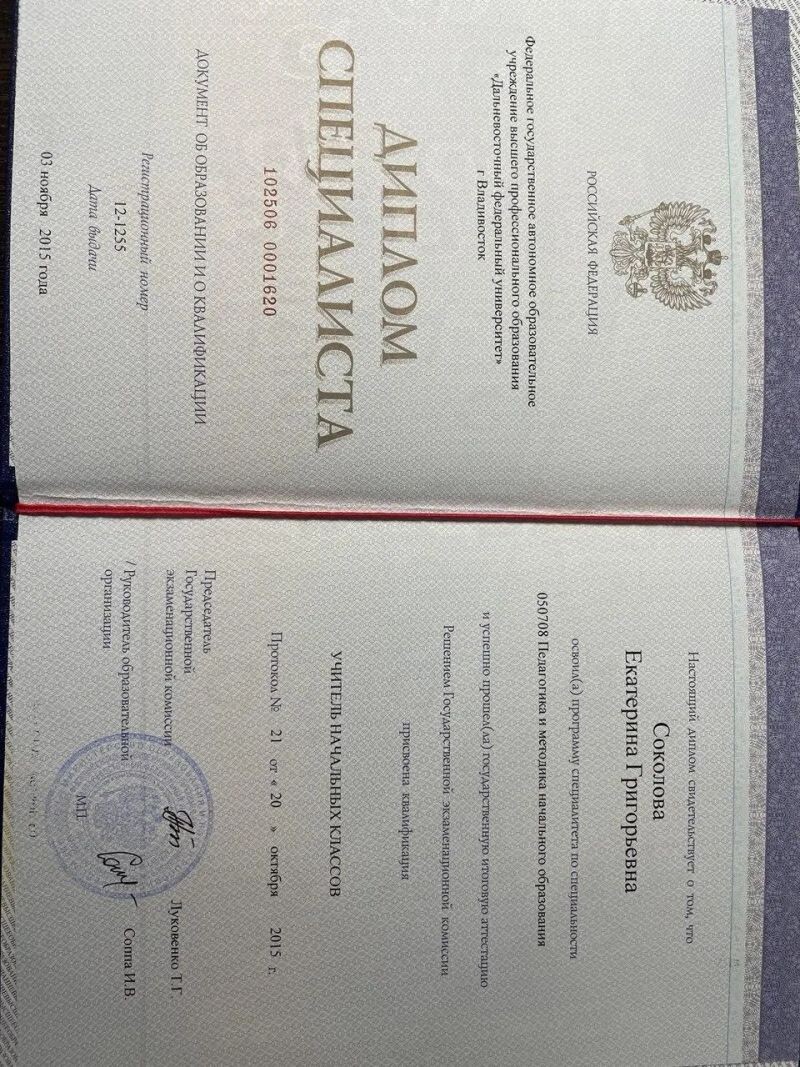 РОССИЙСКАЯ ФЕДЕРАЦИЯ
Федеральное государственное автономное образовательное
учреждение высшего профессионального образования
«Дальневосточный федеральный университет»
г Владивосток
ДИПЛОМ
СПЕЦИАЛИСТА
102506 0001620
ДОКУМЕНТ ОБ ОБРАЗОВАНИИ И О КВАЛИФИКАЦИИ
Регистрационный номер
12-1255
Дата выдачи
03 ноября 2015 года
Настоящий диплом свидетельствует о том, что
Соколова
Екатерина Григорьевна
освоил(а) программу специалитета по специальности
050708 Педагогика и методика начального образования
и успешно прошел(ла) государственную итоговую аттестацию
Решением Государственной экзаменационной комиссии
присвоена квалификация
УЧИТЕЛЬ НАЧАЛЬНЫХ КЛАССОВ
Протокол № 21 от « 20 » октября 2015 г.
Председатель
Государственной
экзаменационной комиссии Луковенко Т.Г.
/ Руководитель образовательной
организации Соппа И.В.
М.П.